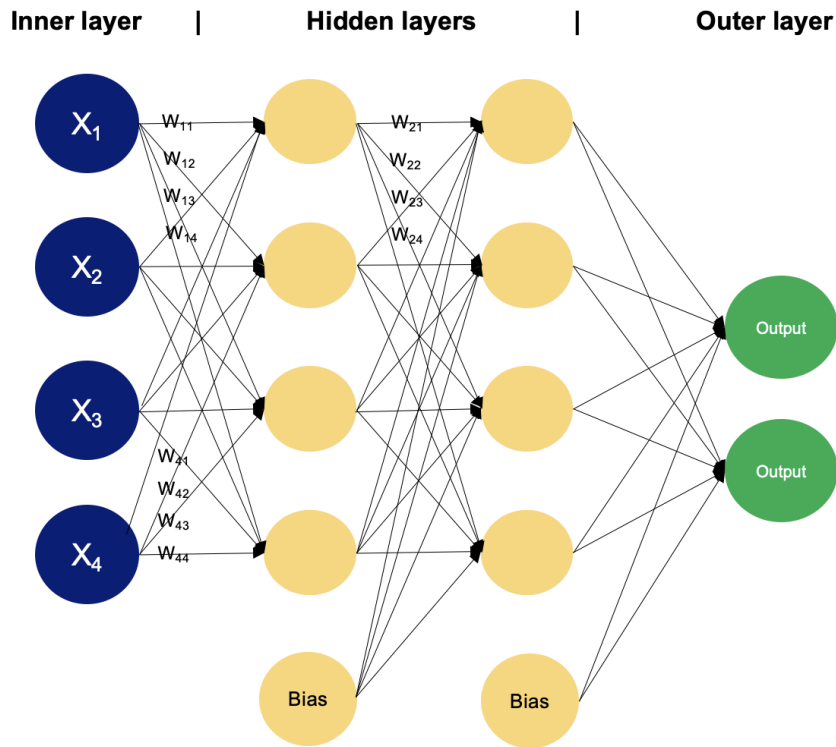 Inner layer | Hidden layers | Outer layer
X₁
W₁₁
W₁₂
W₁₃
W₁₄
W₂₁
W₂₂
W₂₃
W₂₄
X₂
Output
X₃
W₄₁
W₄₂
W₄₃
W₄₄
Output
X₄
Bias
Bias